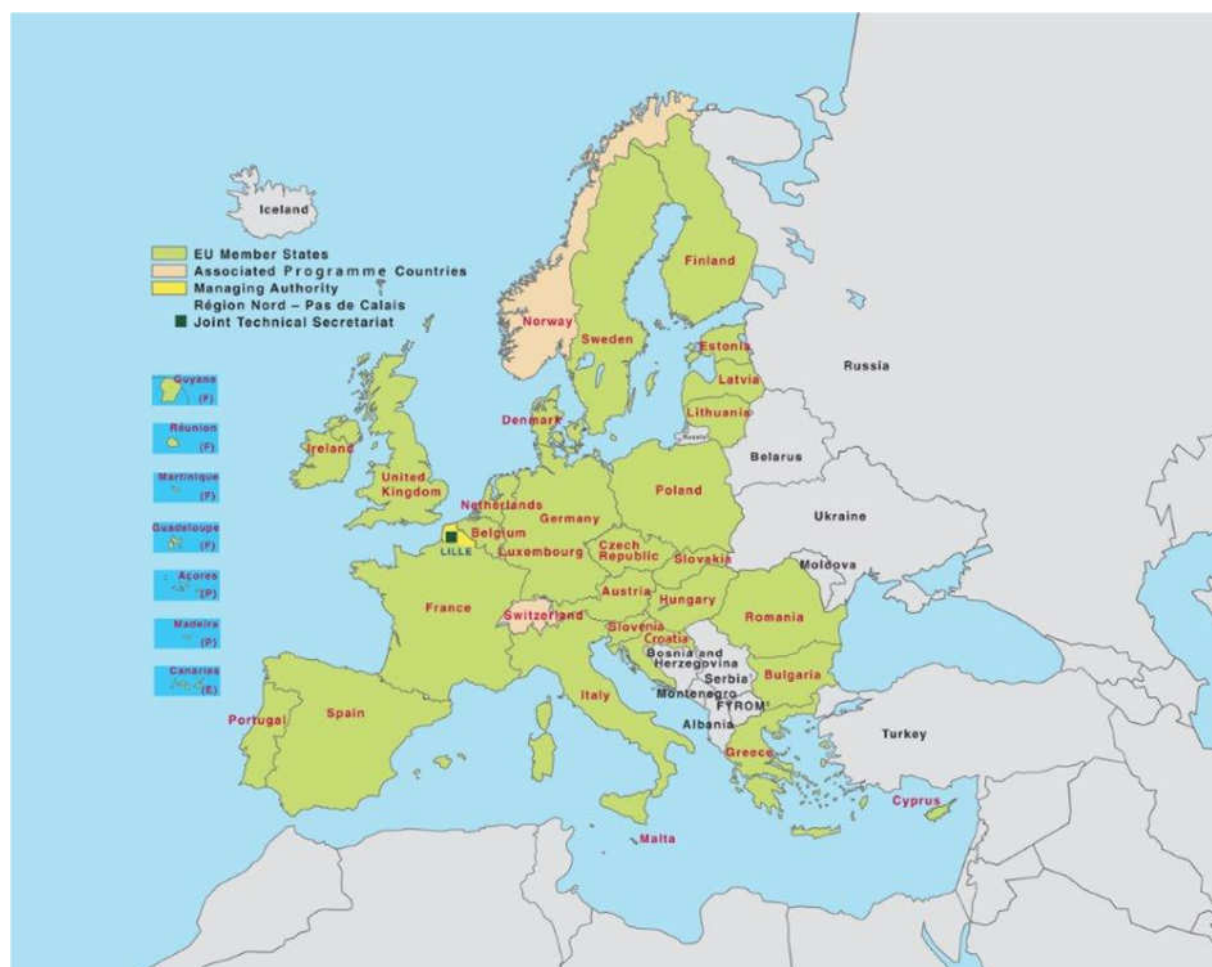 Iceland
EU Member States
Associated Programme Countries
Managing Authority
Région Nord – Pas de Calais
Joint Technical Secretariat
Norway
Sweden
Finland
Estonia
Latvia
Lithuania
Russia
Russia
Denmark
Belarus
Ireland
United
Kingdom
Netherlands
Belgium
LILLE
Luxembourg
Germany
Poland
Ukraine
Czech
Republic
Slovakia
Moldova
France
Switzerland
Austria
Hungary
Romania
Slovenia
Croatia
Bosnia and
Herzegovina
Serbia
Montenegro
FYROM
Albania
Bulgaria
Portugal
Spain
Italy
Greece
Turkey
Malta
Cyprus
Guyane
(F)
Réunion
(F)
Martinique
(F)
Guadeloupe
(F)
Açores
(P)
Madeira
(P)
Canarias
(E)